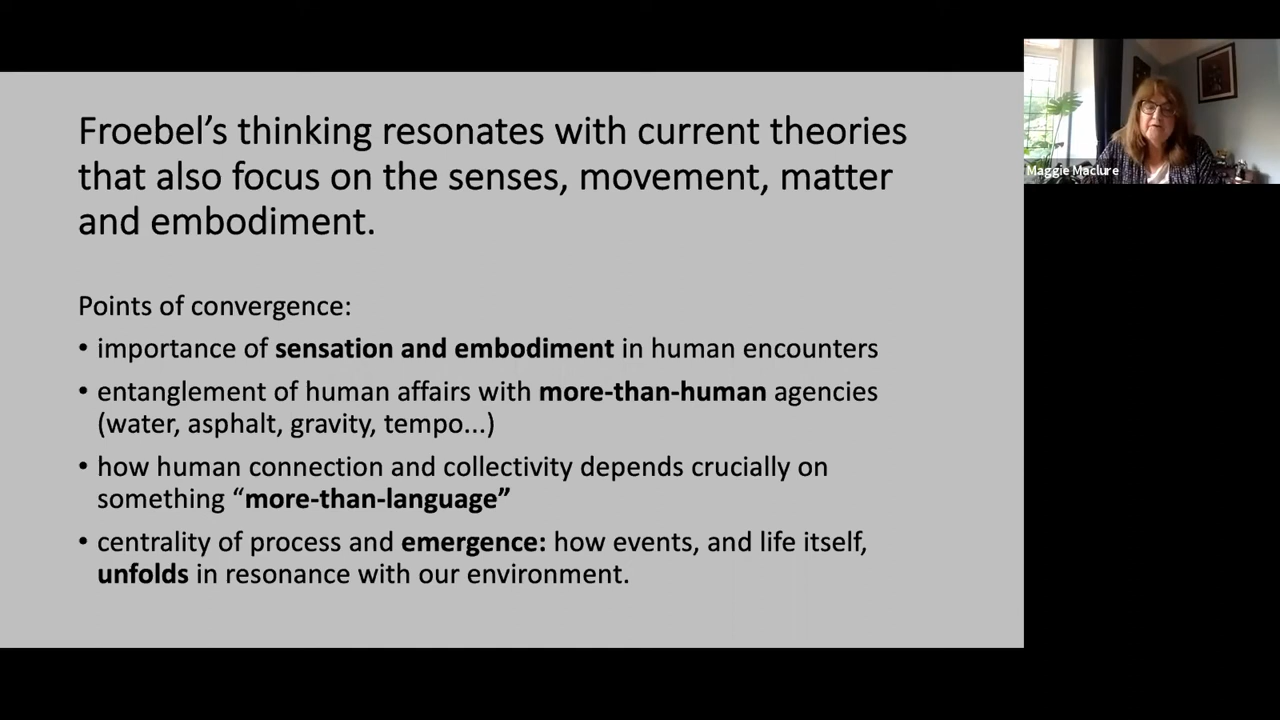 Froebel’s thinking resonates with current theories
that also focus on the senses, movement, matter
and embodiment.
Points of convergence:
• importance of sensation and embodiment in human encounters
• entanglement of human affairs with more-than-human agencies
(water, asphalt, gravity, tempo...)
• how human connection and collectivity depends crucially on
something “more-than-language”
• centrality of process and emergence: how events, and life itself,
unfolds in resonance with our environment.
Maggie Maclure